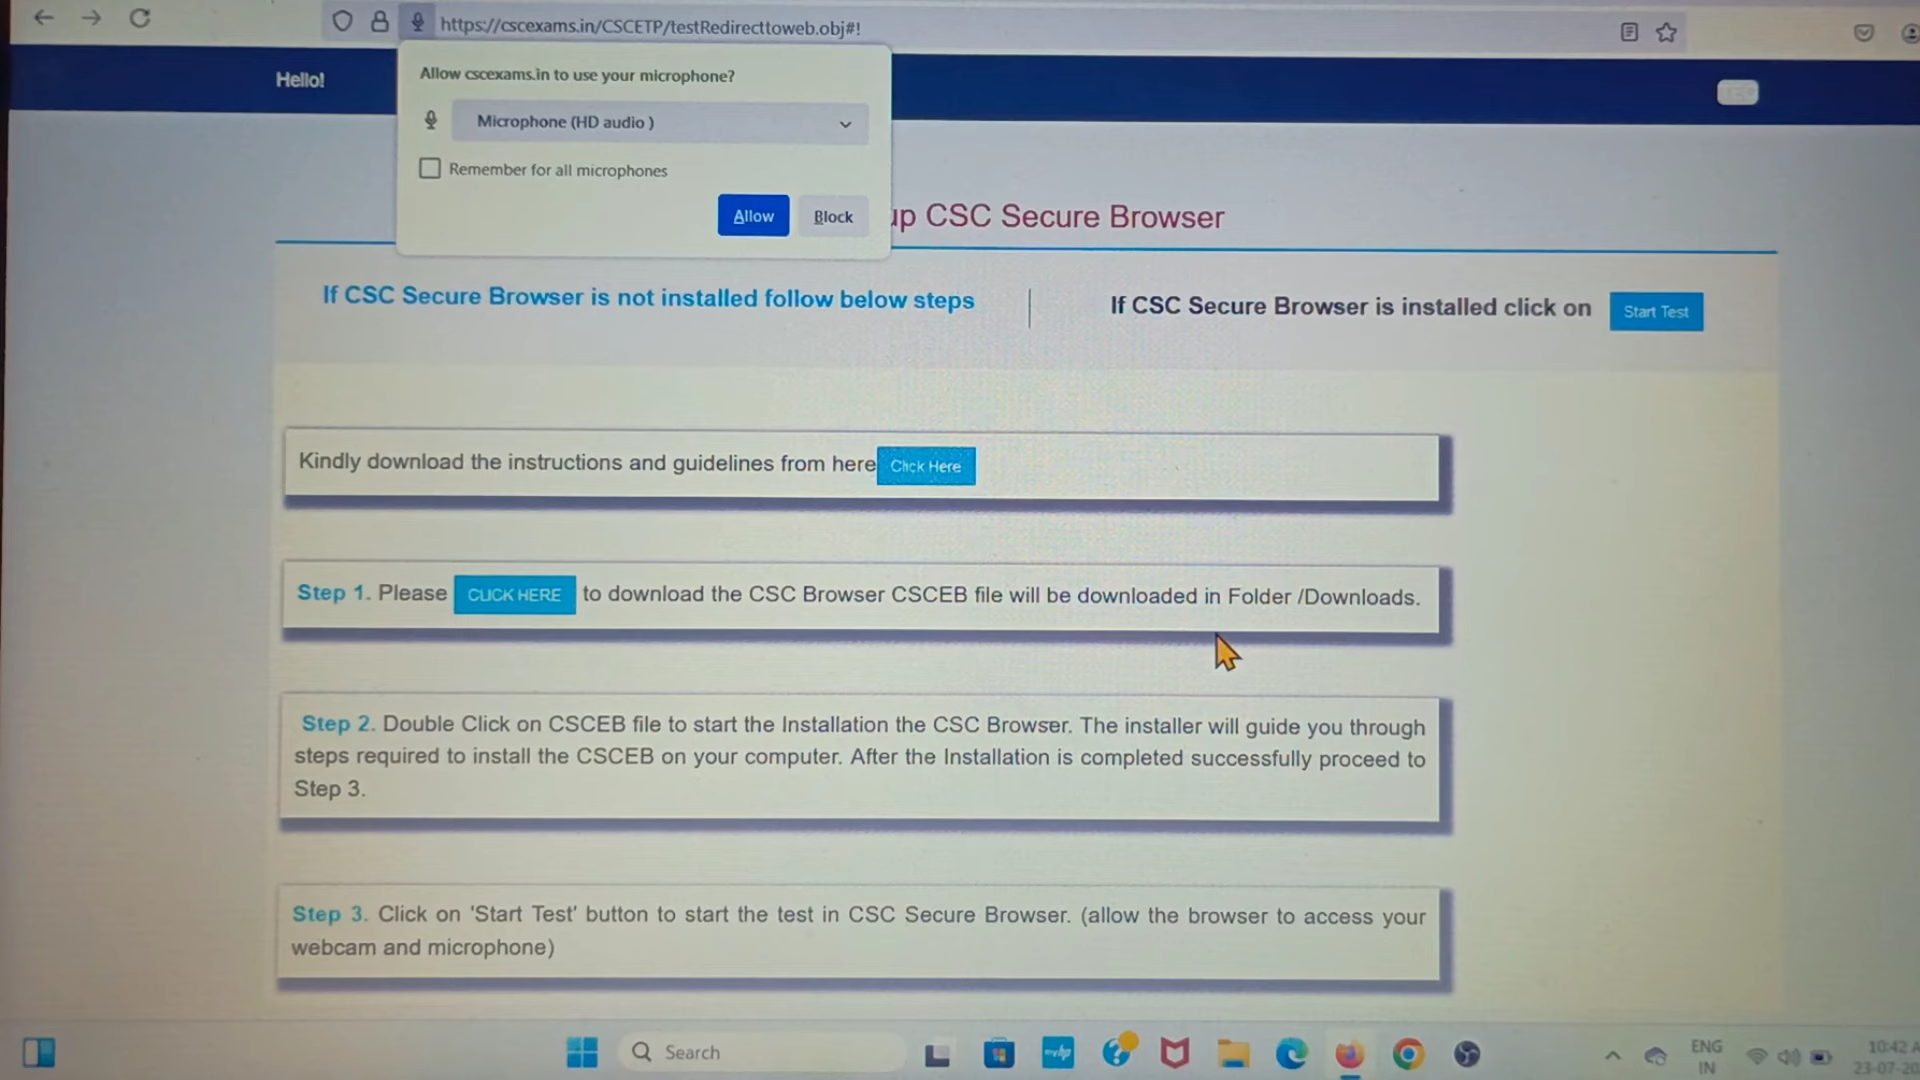 https://cscexams.in/CSCETP/testRedirecttoweb.obj#!
Allow cscexams.in to use your microphone?
Hello!
Microphone (HD audio )
Remember for all microphones
Allow Block
up CSC Secure Browser
If CSC Secure Browser is not installed follow below steps
If CSC Secure Browser is installed click on Start Test
Kindly download the instructions and guidelines from here Click Here
Step 1. Please CLICK HERE to download the CSC Browser CSCEB file will be downloaded in Folder /Downloads.
Step 2. Double Click on CSCEB file to start the Installation the CSC Browser. The installer will guide you through
steps required to install the CSCEB on your computer. After the Installation is completed successfully proceed to
Step 3.
Step 3. Click on 'Start Test' button to start the test in CSC Secure Browser. (allow the browser to access your
webcam and microphone)
Search
ENG
IN
10:42 A
23-07-20